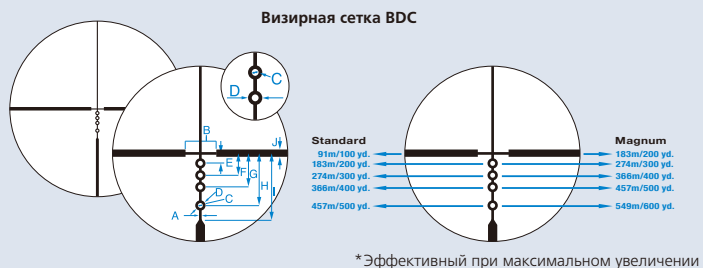 Визирная сетка BDC
C
D
B
J
E
F
G
H
I
D
C
A
Standard
91m/100 yd.
183m/200 yd.
274m/300 yd.
366m/400 yd.
457m/500 yd.
Magnum
183m/200 yd.
274m/300 yd.
366m/400 yd.
457m/500 yd.
549m/600 yd.
*Эффективный при максимальном увеличении